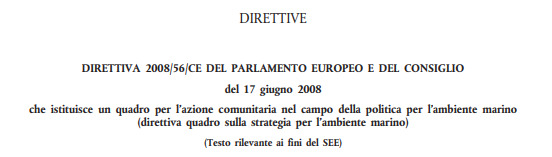 DIRETTIVE
DIRETTIVA 2008/56/CE DEL PARLAMENTO EUROPEO E DEL CONSIGLIO
del 17 giugno 2008
che istituisce un quadro per l'azione comunitaria nel campo della politica per l'ambiente marino
(direttiva quadro sulla strategia per l'ambiente marino)
(Testo rilevante ai fini del SEE)